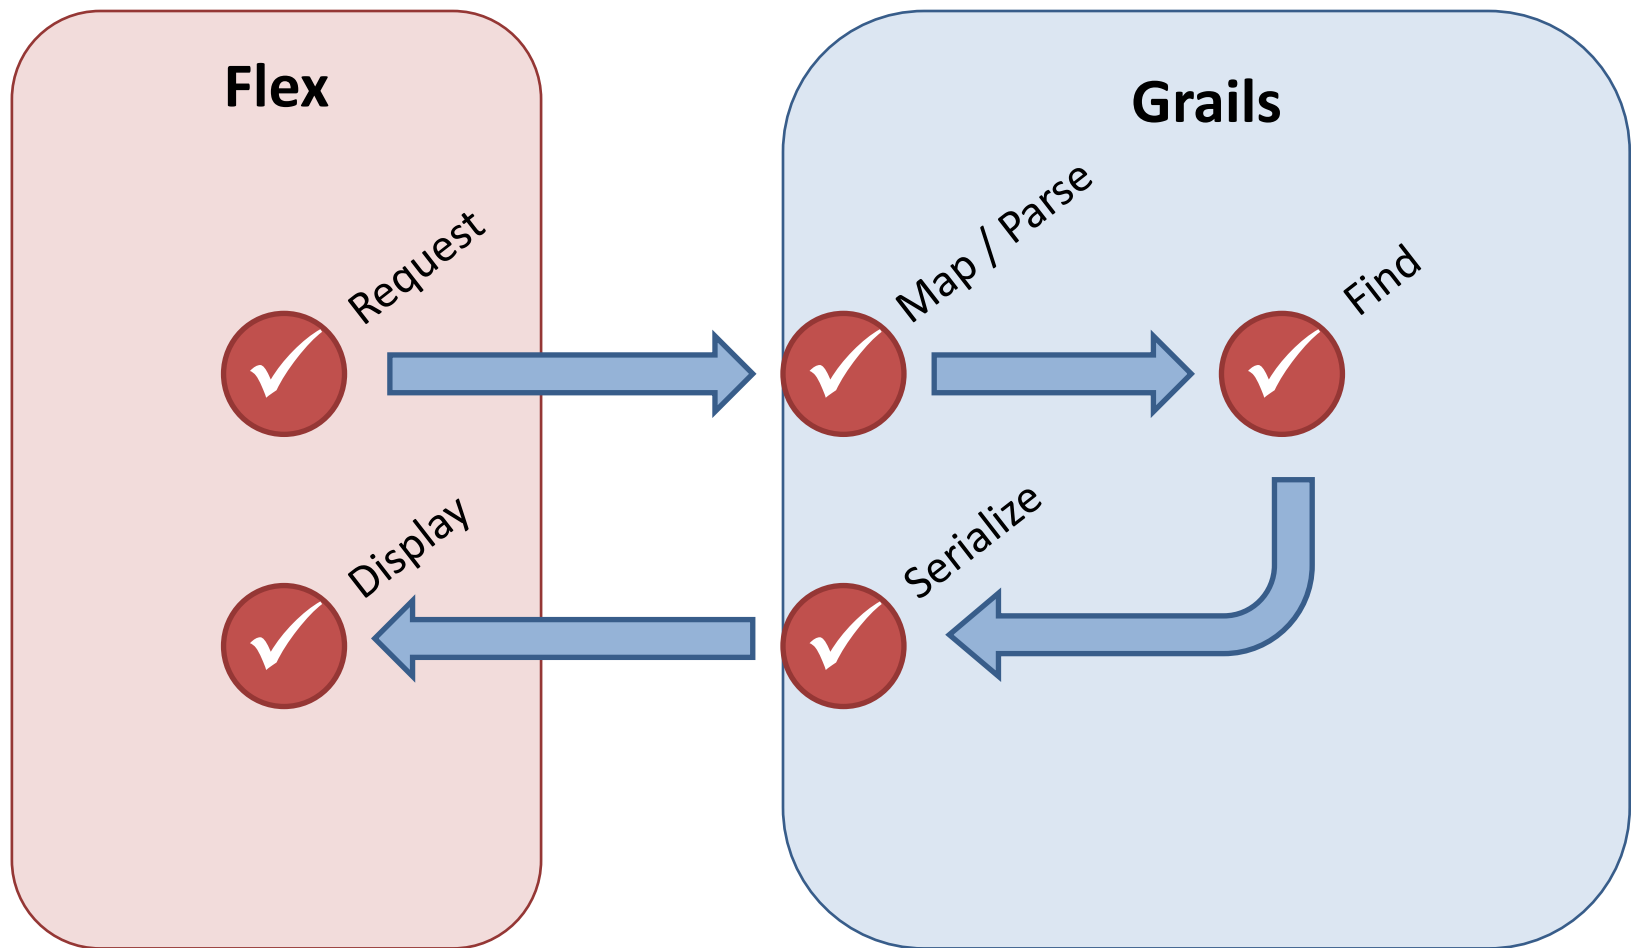 Flex
Grails
Request
Map / Parse
Find
Display
Serialize